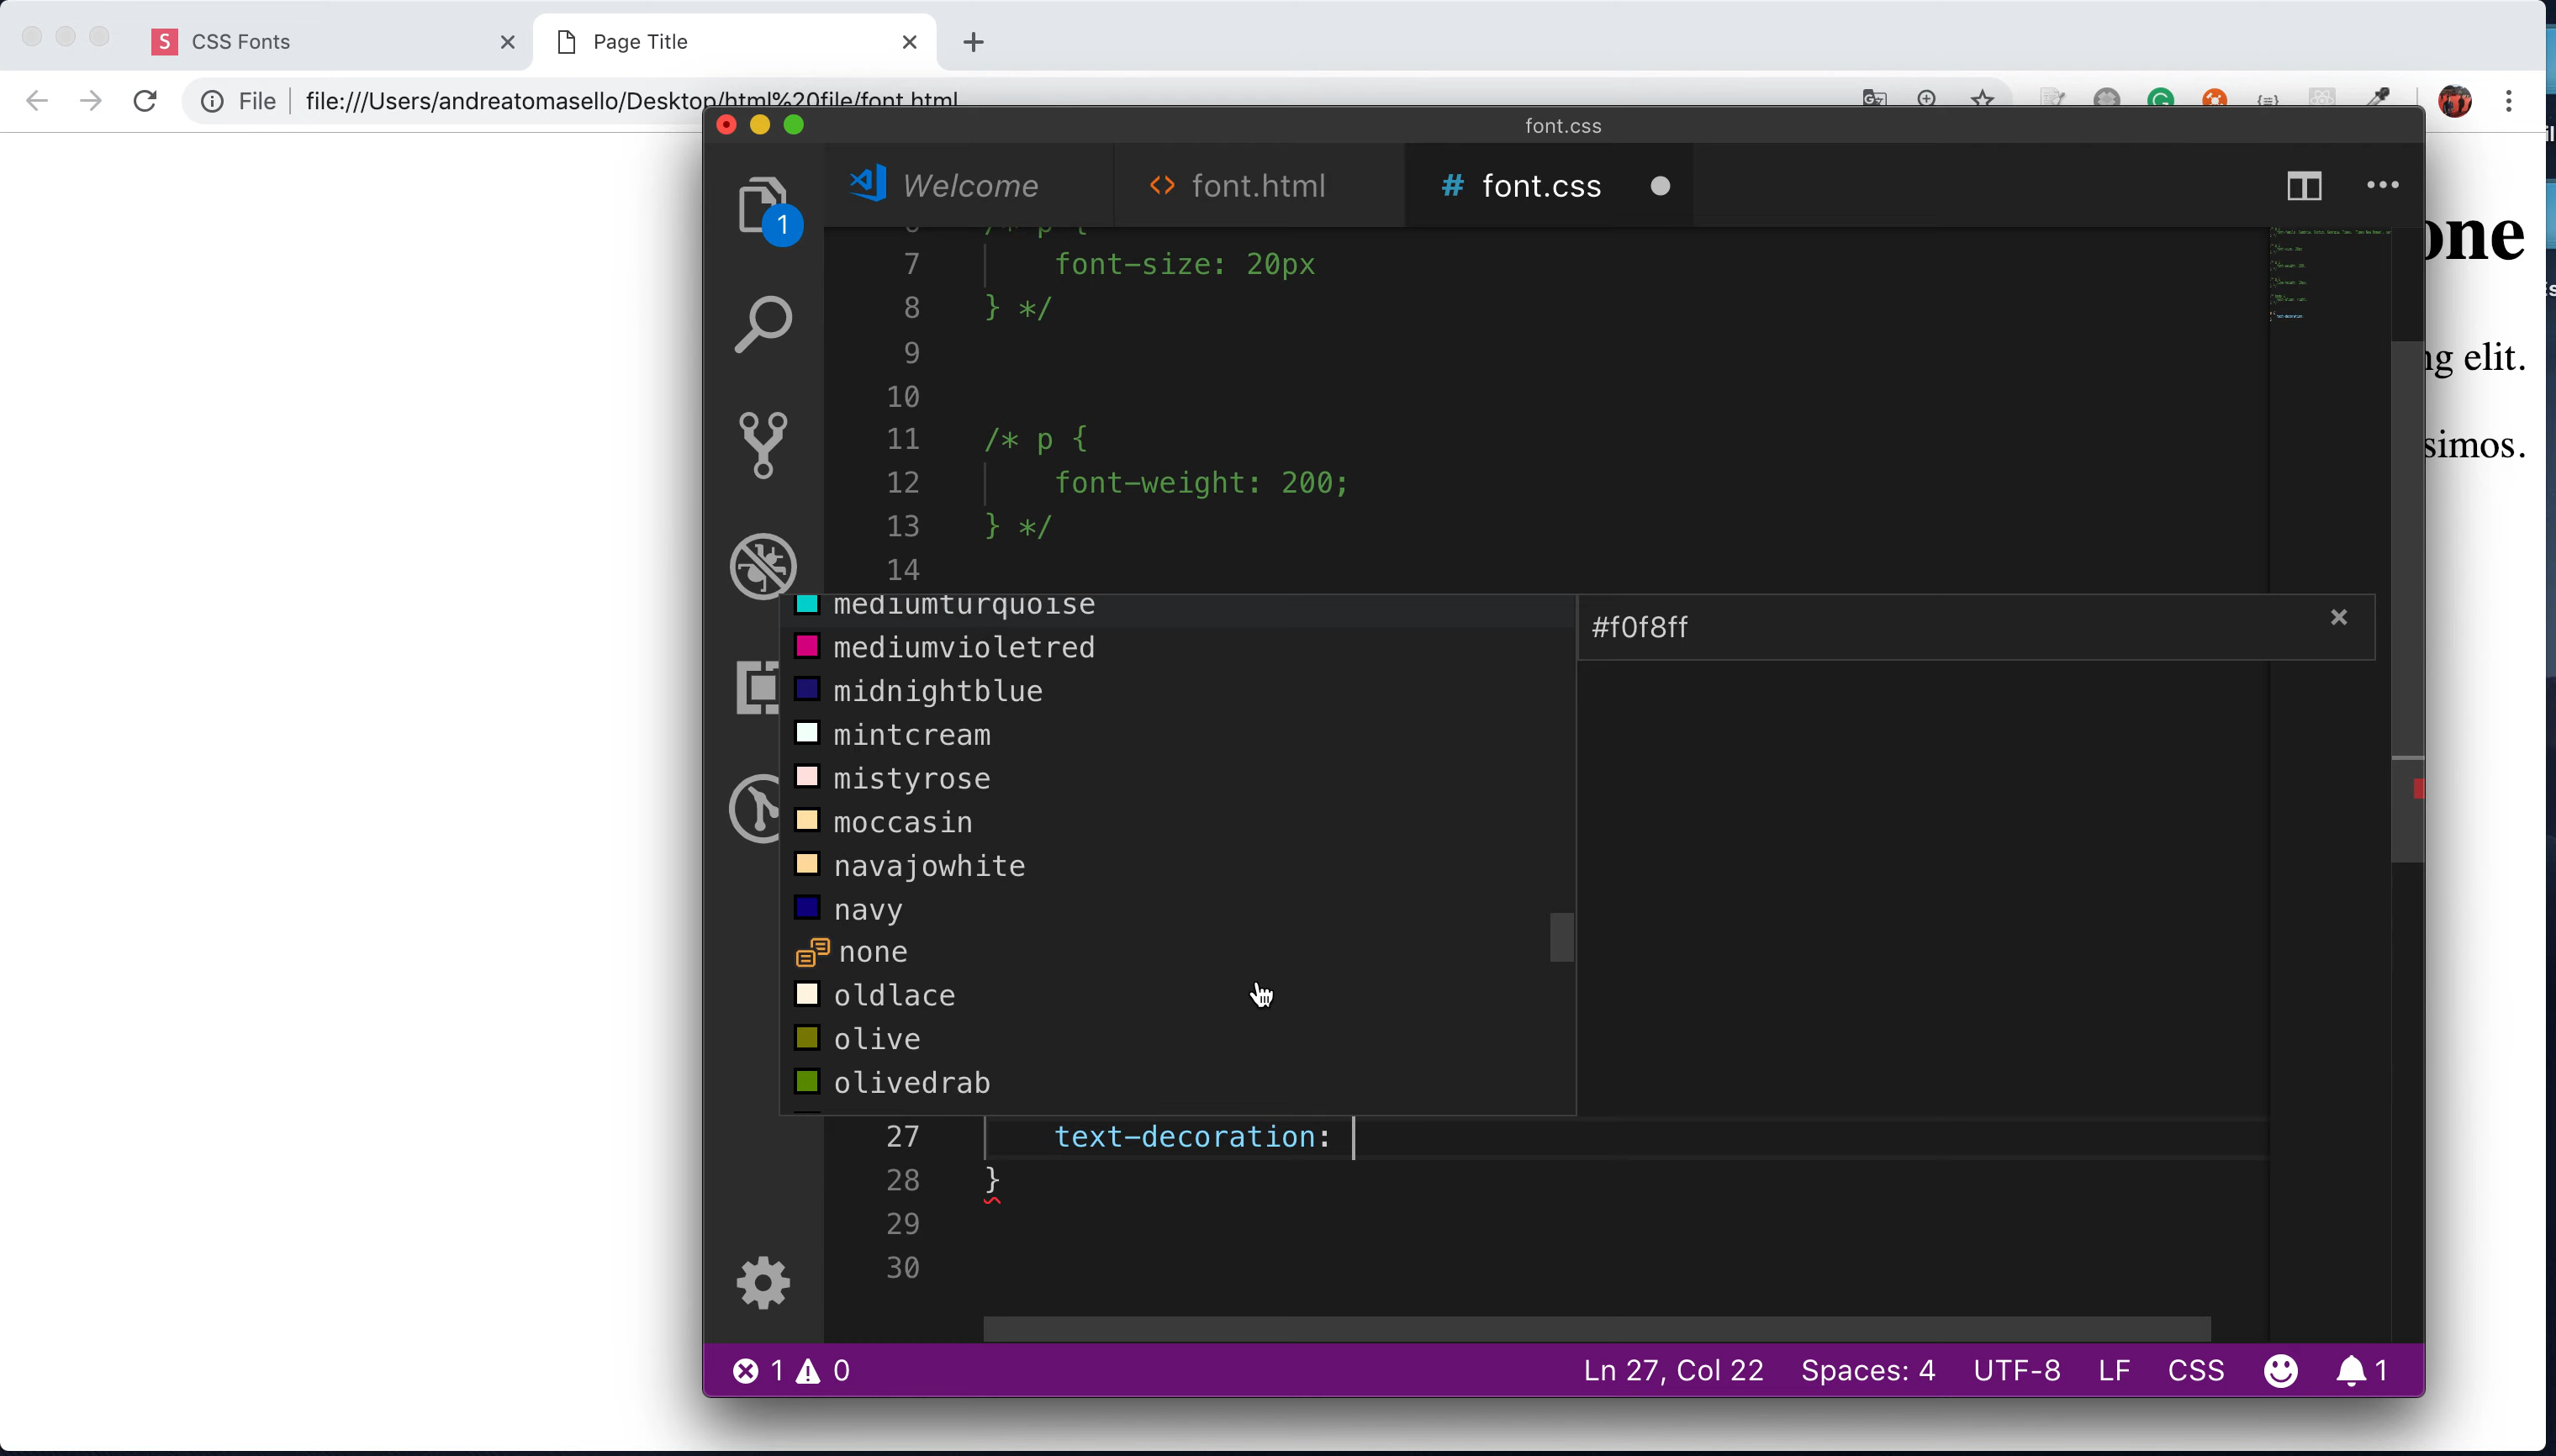 CSS Fonts
Page Title
File
file:///Users/andreatomasello/Desktop/html%20file/font.html
font.css
Welcome
<> font.html
# font.css
1
one
/* p {
7 font-size: 20px
8 } */
9
10
11 /* p {
12 font-weight: 200;
13 } */
14
ng elit.
simos.
mediumturquoise
#f0f8ff
mediumvioletred
midnightblue
mintcream
mistyrose
moccasin
navajowhite
navy
none
oldlace
olive
olivedrab
27 text-decoration:
28 }
29
30
1 0
Ln 27, Col 22
Spaces: 4
UTF-8
LF
CSS
1